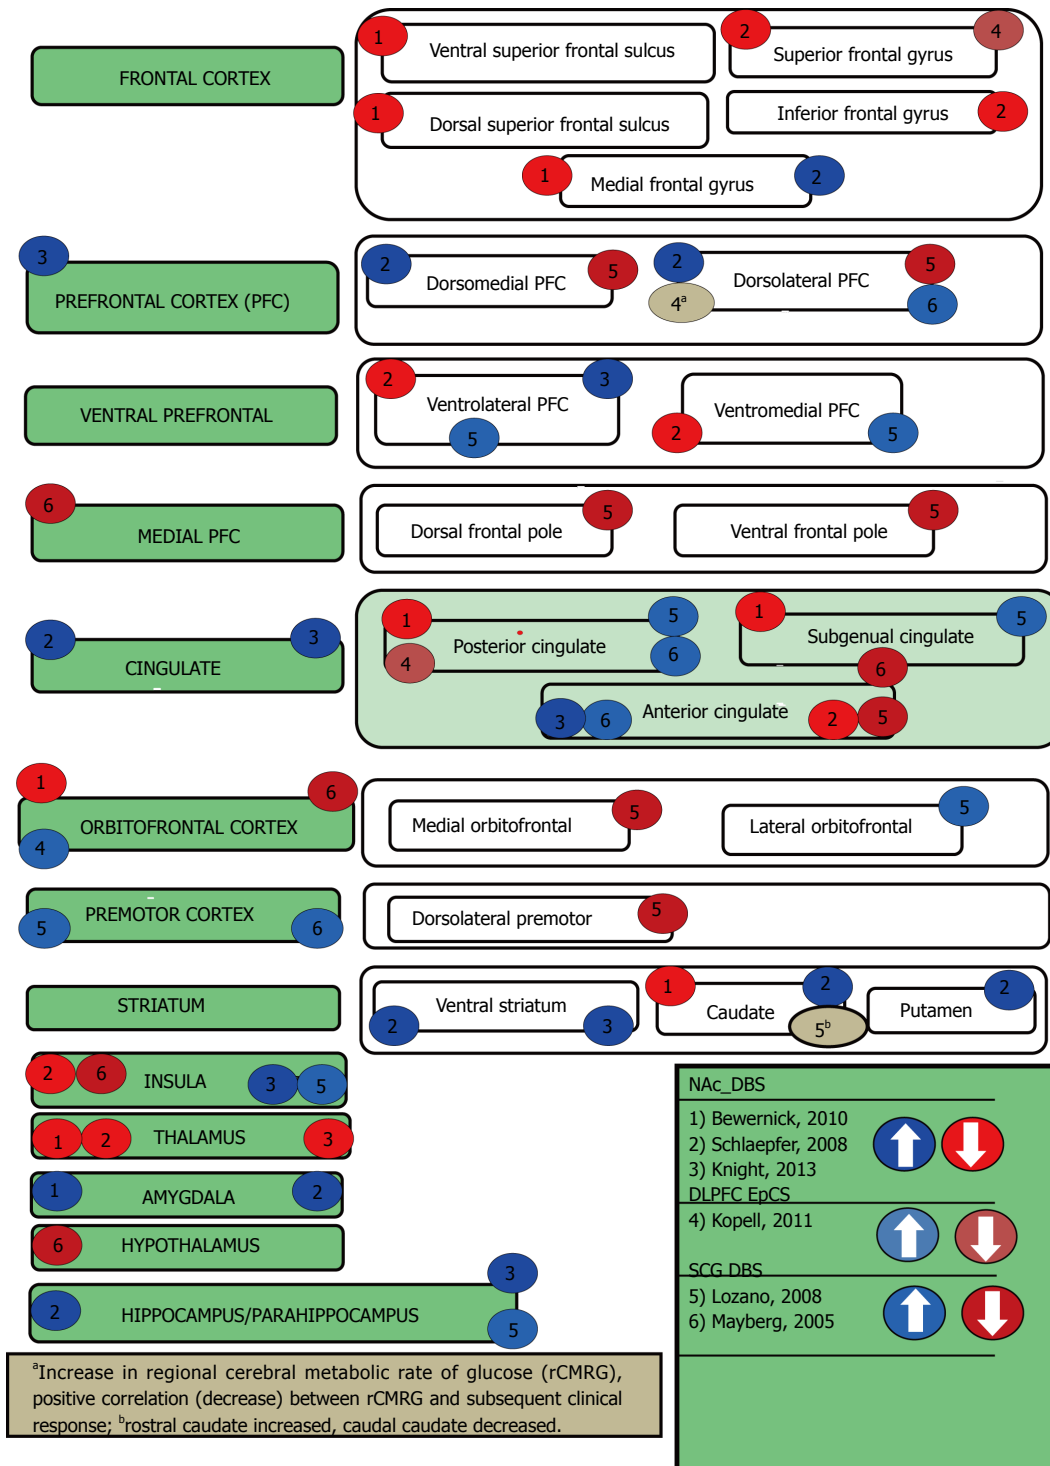 1
Ventral superior frontal sulcus
2
4
Superior frontal gyrus
FRONTAL CORTEX
1
Dorsal superior frontal sulcus
Inferior frontal gyrus
2
1
Medial frontal gyrus
2
3
PREFRONTAL CORTEX (PFC)
2
Dorsomedial PFC
5
2
4a
Dorsolateral PFC
5
6
VENTRAL PREFRONTAL
2
Ventrolateral PFC
3
5
Ventromedial PFC
2
5
6
MEDIAL PFC
Dorsal frontal pole
5
Ventral frontal pole
5
2
3
CINGULATE
1
4
Posterior cingulate
5
6
1
Subgenual cingulate
5
6
Anterior cingulate
3
6
2
5
1
6
4
ORBITOFRONTAL CORTEX
Medial orbitofrontal
5
Lateral orbitofrontal
5
PREMOTOR CORTEX
5
6
Dorsolateral premotor
5
STRIATUM
Ventral striatum
2
3
1
Caudate
2
5b
Putamen
2
2
6
INSULA
3
5
1
2
THALAMUS
3
1
AMYGDALA
2
6
HYPOTHALAMUS
2
HIPPOCAMPUS/PARAHIPPOCAMPUS
3
5
NAc_DBS
1) Bewernick, 2010
2) Schlaepfer, 2008
3) Knight, 2013
DLPFC EpCS
4) Kopell, 2011
SCG DBS
5) Lozano, 2008
6) Mayberg, 2005
aIncrease in regional cerebral metabolic rate of glucose (rCMRG),
positive correlation (decrease) between rCMRG and subsequent clinical
response; brostral caudate increased, caudal caudate decreased.